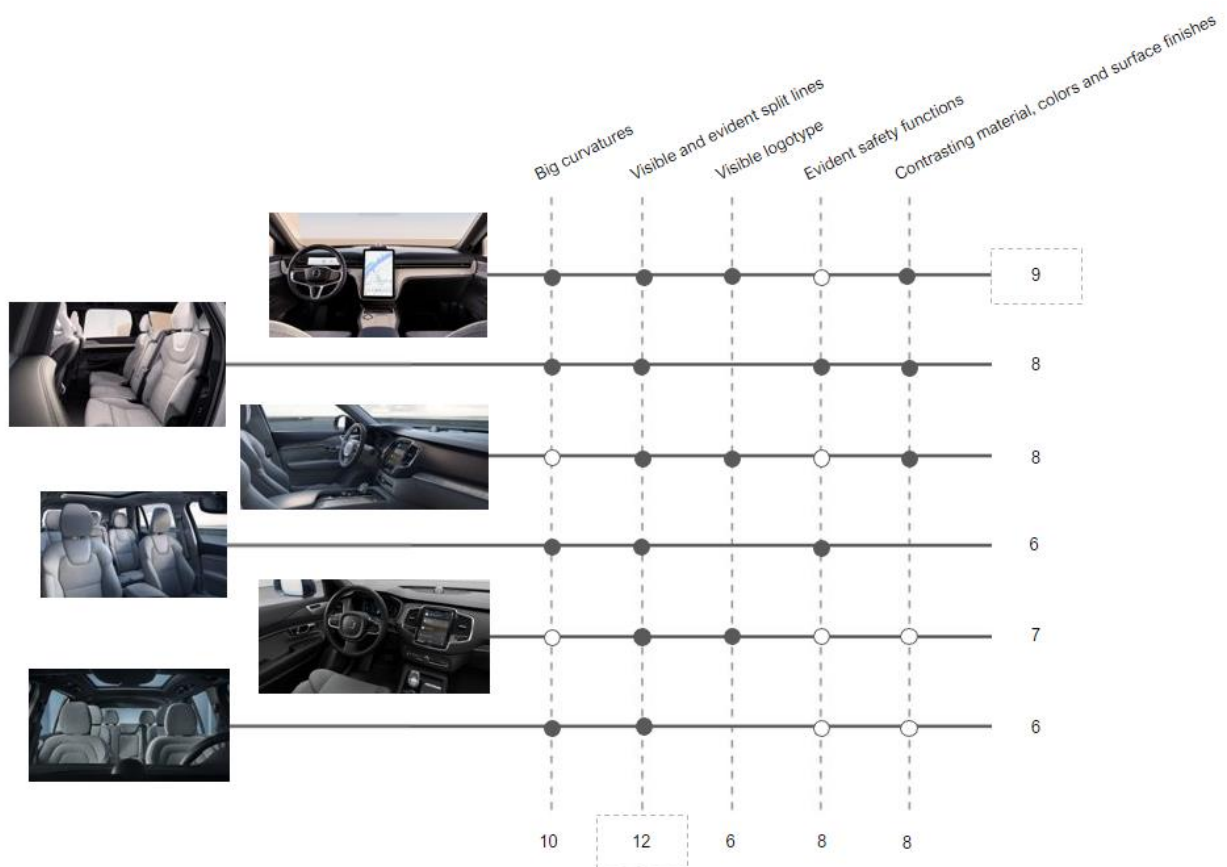 Big curvatures
Visible and evident split lines
Visible logotype
Evident safety functions
Contrasting material, colors and surface finishes
9
8
8
6
7
6
10 12 6 8 8